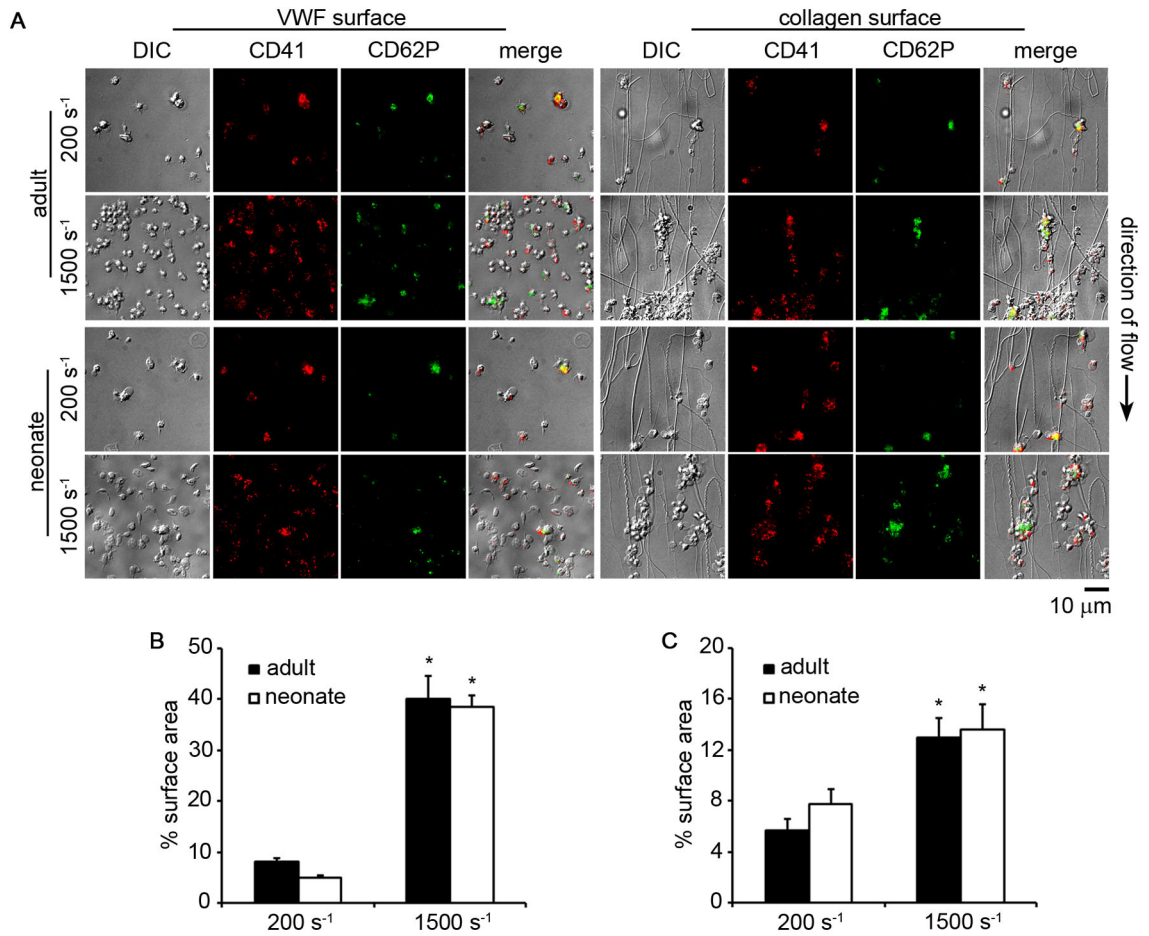 A
VWF surface
collagen surface
DIC CD41 CD62P merge DIC CD41 CD62P merge
adult
200 s⁻¹
1500 s⁻¹
neonate
200 s⁻¹
1500 s⁻¹
direction of flow
10 μm
B
% surface area
50
40
30
20
10
0
adult
neonate
* *
200 s⁻¹ 1500 s⁻¹
C
% surface area
20
16
12
8
4
0
adult
neonate
* *
200 s⁻¹ 1500 s⁻¹